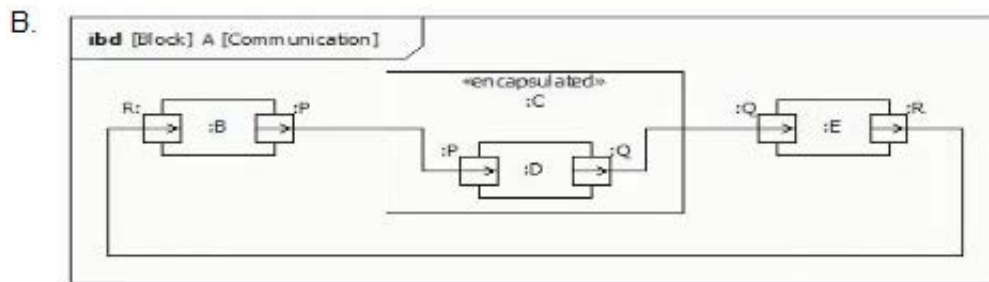 B.
ibd [Block] A [Communication]
«encapsulated»
:C
R: :B :P
:Q :E :R
:P :D :Q